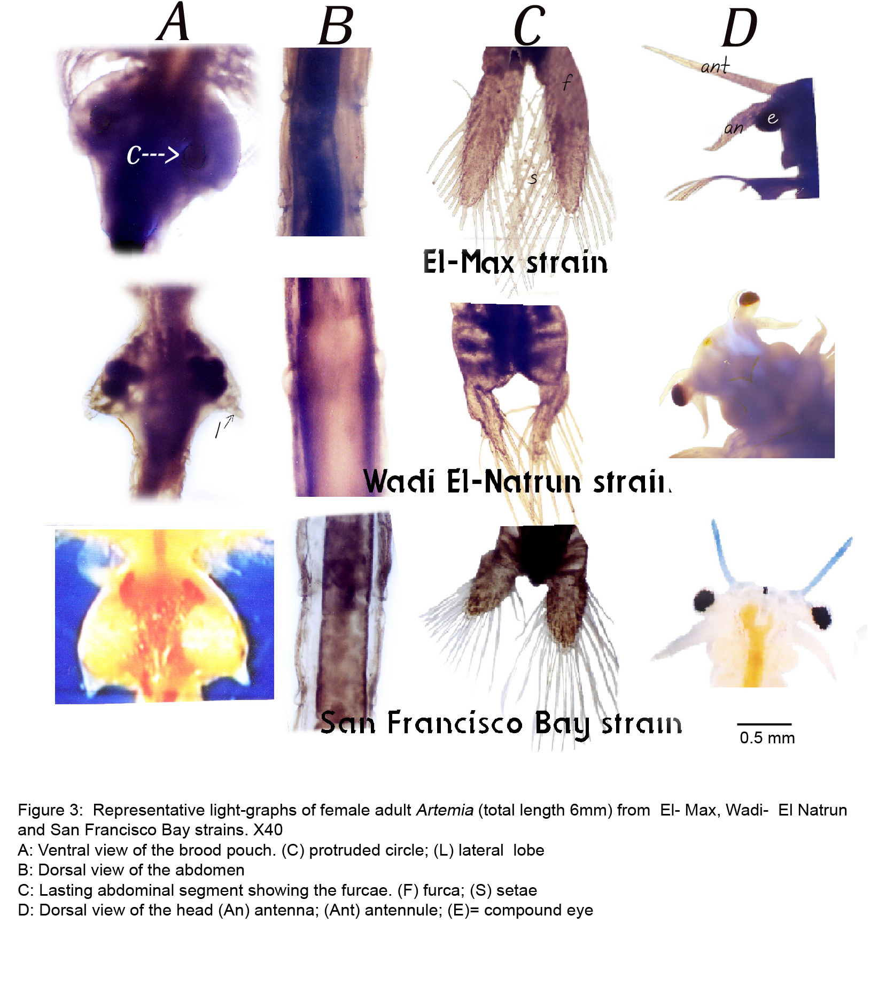 A B C D
ant
f
e
an
C--->
s
El-Max strain
l
Wadi El-Natrun strain
San Francisco Bay strain
0.5 mm
Figure 3: Representative light-graphs of female adult Artemia (total length 6mm) from El- Max, Wadi- El Natrun
and San Francisco Bay strains. X40
A: Ventral view of the brood pouch. (C) protruded circle; (L) lateral lobe
B: Dorsal view of the abdomen
C: Lasting abdominal segment showing the furcae. (F) furca; (S) setae
D: Dorsal view of the head (An) antenna; (Ant) antennule; (E)= compound eye